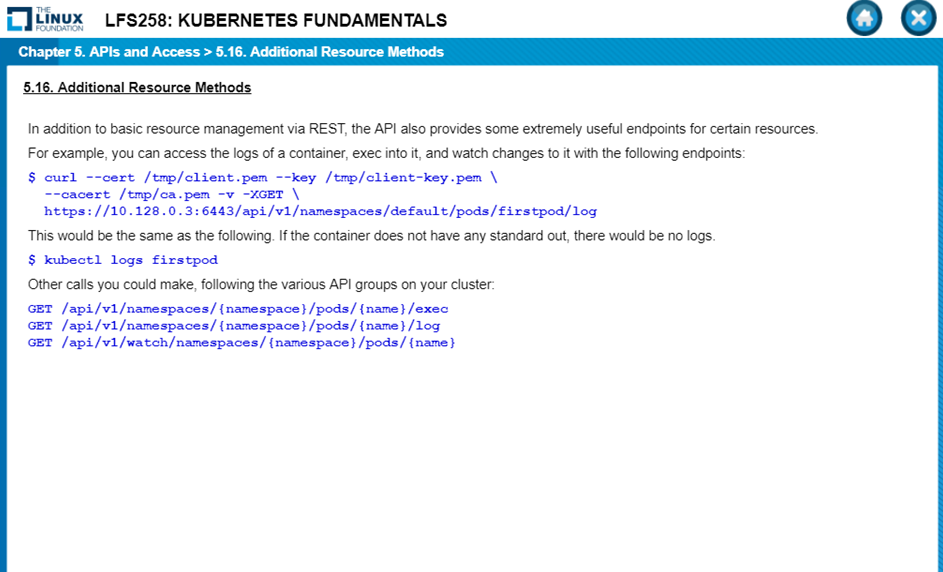 THE
LINUX
FOUNDATION
LFS258: KUBERNETES FUNDAMENTALS
Chapter 5. APIs and Access > 5.16. Additional Resource Methods
5.16. Additional Resource Methods
In addition to basic resource management via REST, the API also provides some extremely useful endpoints for certain resources.
For example, you can access the logs of a container, exec into it, and watch changes to it with the following endpoints:
$ curl --cert /tmp/client.pem --key /tmp/client-key.pem \
--cacert /tmp/ca.pem -v -XGET \
https://10.128.0.3:6443/api/v1/namespaces/default/pods/firstpod/log
This would be the same as the following. If the container does not have any standard out, there would be no logs.
$ kubectl logs firstpod
Other calls you could make, following the various API groups on your cluster:
GET /api/v1/namespaces/{namespace}/pods/{name}/exec
GET /api/v1/namespaces/{namespace}/pods/{name}/log
GET /api/v1/watch/namespaces/{namespace}/pods/{name}